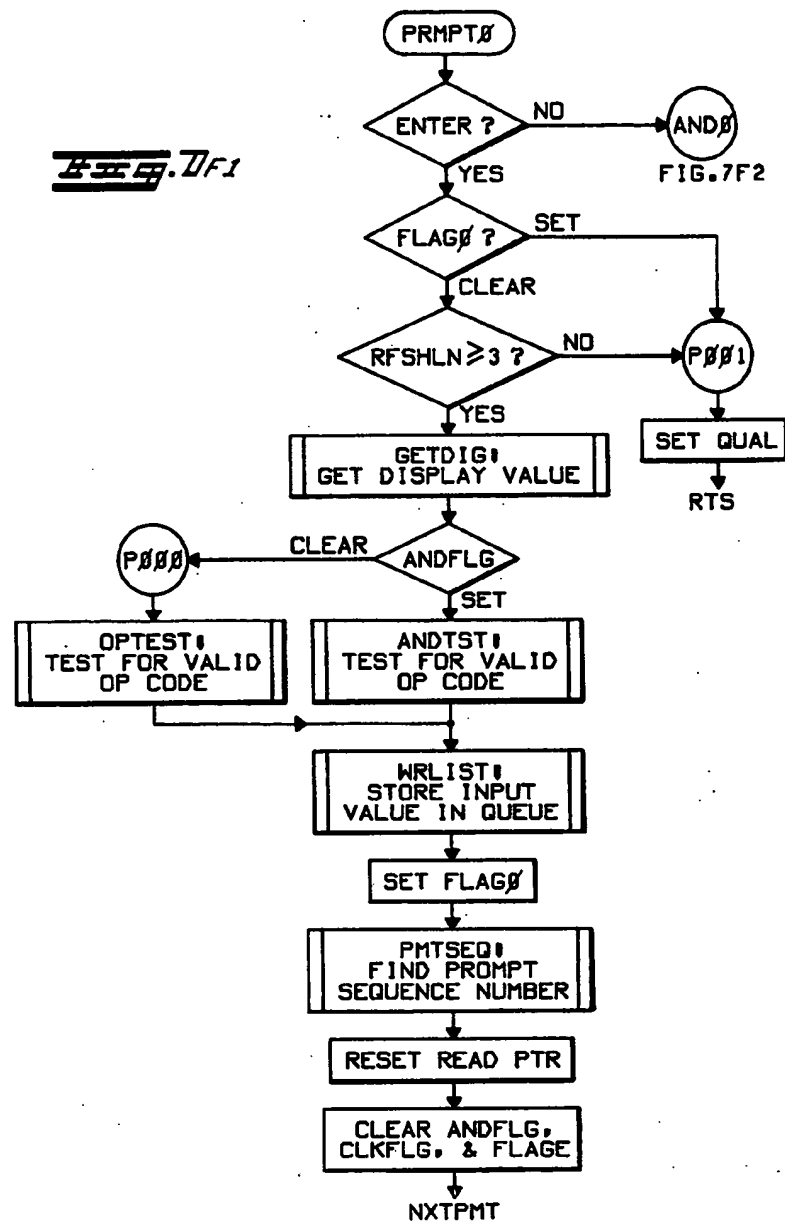 PRMPTØ
ENTER ?
NO
ANDØ
FIG.7F2
Fig. 7F1
YES
FLAGØ ?
SET
CLEAR
RFSHLN ≥ 3 ?
NO
PØØ1
YES
SET QUAL
RTS
GETDIG:
GET DISPLAY VALUE
ANDFLG
CLEAR
PØØØ
SET
OPTEST:
TEST FOR VALID
OP CODE
ANDTST:
TEST FOR VALID
OP CODE
WRLIST:
STORE INPUT
VALUE IN QUEUE
SET FLAGØ
PMTSEQ:
FIND PROMPT
SEQUENCE NUMBER
RESET READ PTR
CLEAR ANDFLG,
CLKFLG, & FLAGE
NXTPMT